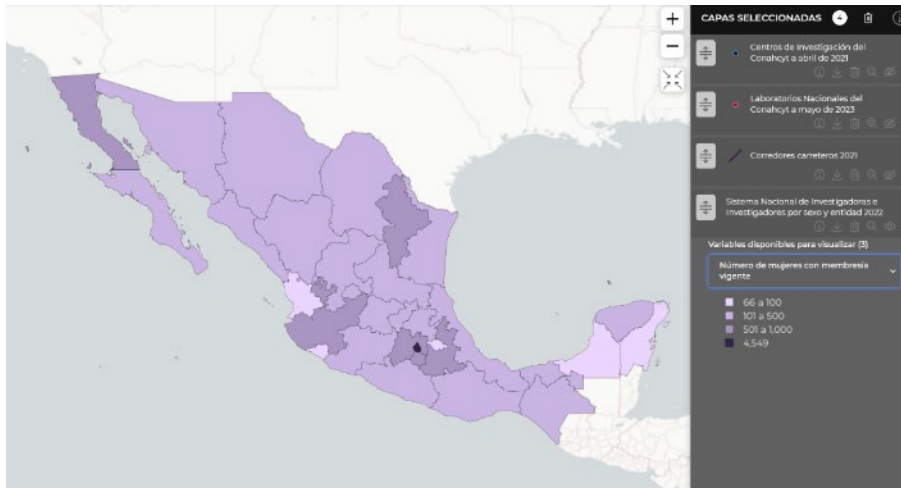 +
CAPAS SELECCIONADAS 4
−
Centros de Investigación del
Conahcyt a abril de 2021
Laboratorios Nacionales del
Conahcyt a mayo de 2023
Corredores carreteros 2021
Sistema Nacional de Investigadoras e
Investigadores por sexo y entidad 2022
Variables disponibles para visualizar (3)
Número de mujeres con membresía
vigente
66 a 100
101 a 500
501 a 1,000
4,549